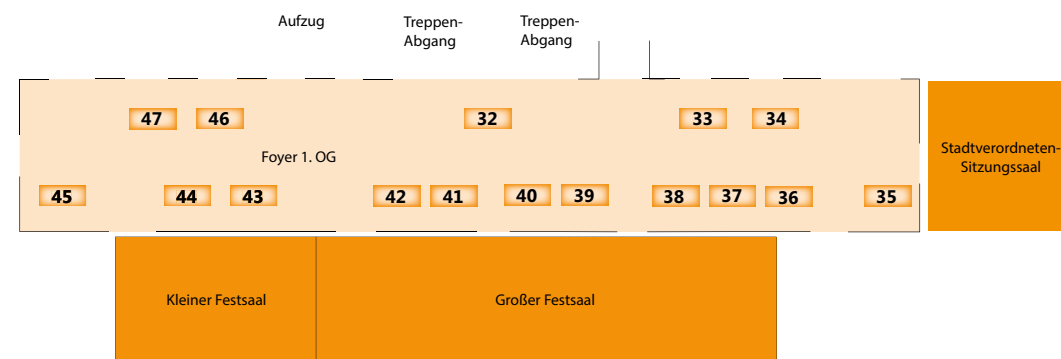 Aufzug
Treppen-
Abgang
Treppen-
Abgang
47
46
32
33
34
Foyer 1. OG
Stadtverordneten-
Sitzungssaal
45
44
43
42
41
40
39
38
37
36
35
Kleiner Festsaal
Großer Festsaal